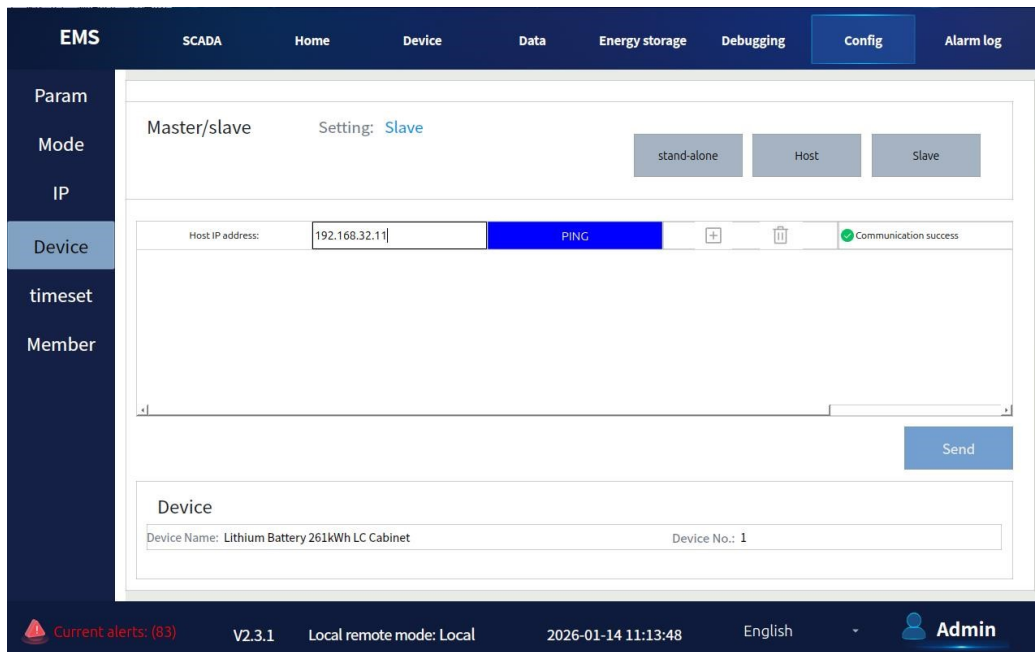 EMS SCADA Home Device Data Energy storage Debugging Config Alarm log
Param
Mode
IP
Device
timeset
Member
Master/slave Setting: Slave
stand-alone Host Slave
Host IP address: 192.168.32.11 PING Communication success
Send
Device
Device Name: Lithium Battery 261kWh LC Cabinet Device No.: 1
Current alerts: (83) V2.3.1 Local remote mode: Local 2026-01-14 11:13:48 English Admin